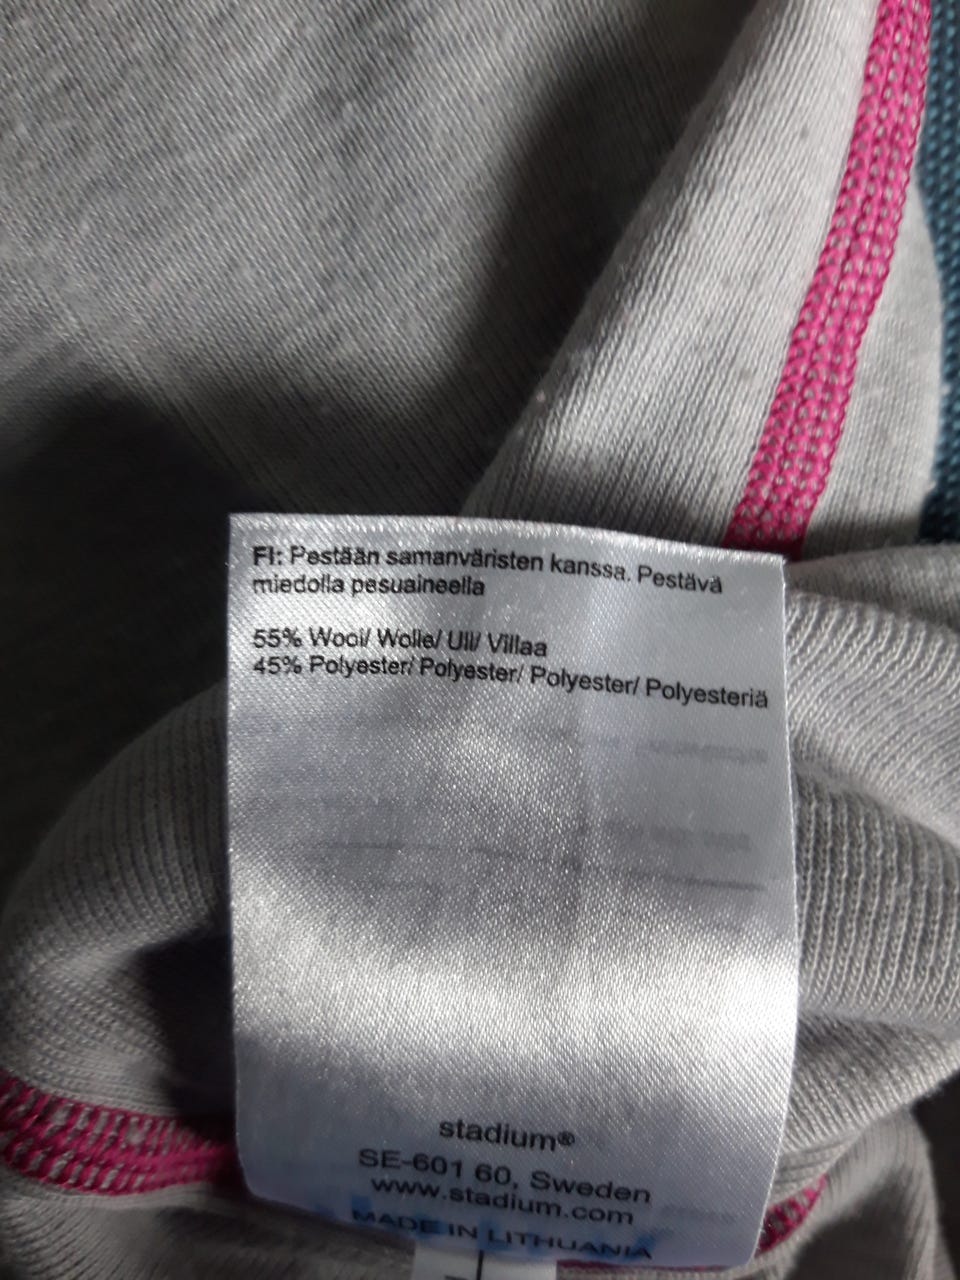 FI: Pestään samanväristen kanssa. Pestävä
miedolla pesuaineella
55% Wool/ Wolle/ Ull/ Villaa
45% Polyester/ Polyester/ Polyester/ Polyesteriä
stadium®
SE-601 60, Sweden
www.stadium.com
MADE IN LITHUANIA